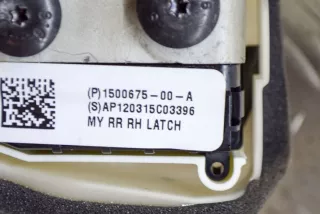 (P)1500675-00-A
(S)AP120315C03396
MY RR RH LATCH